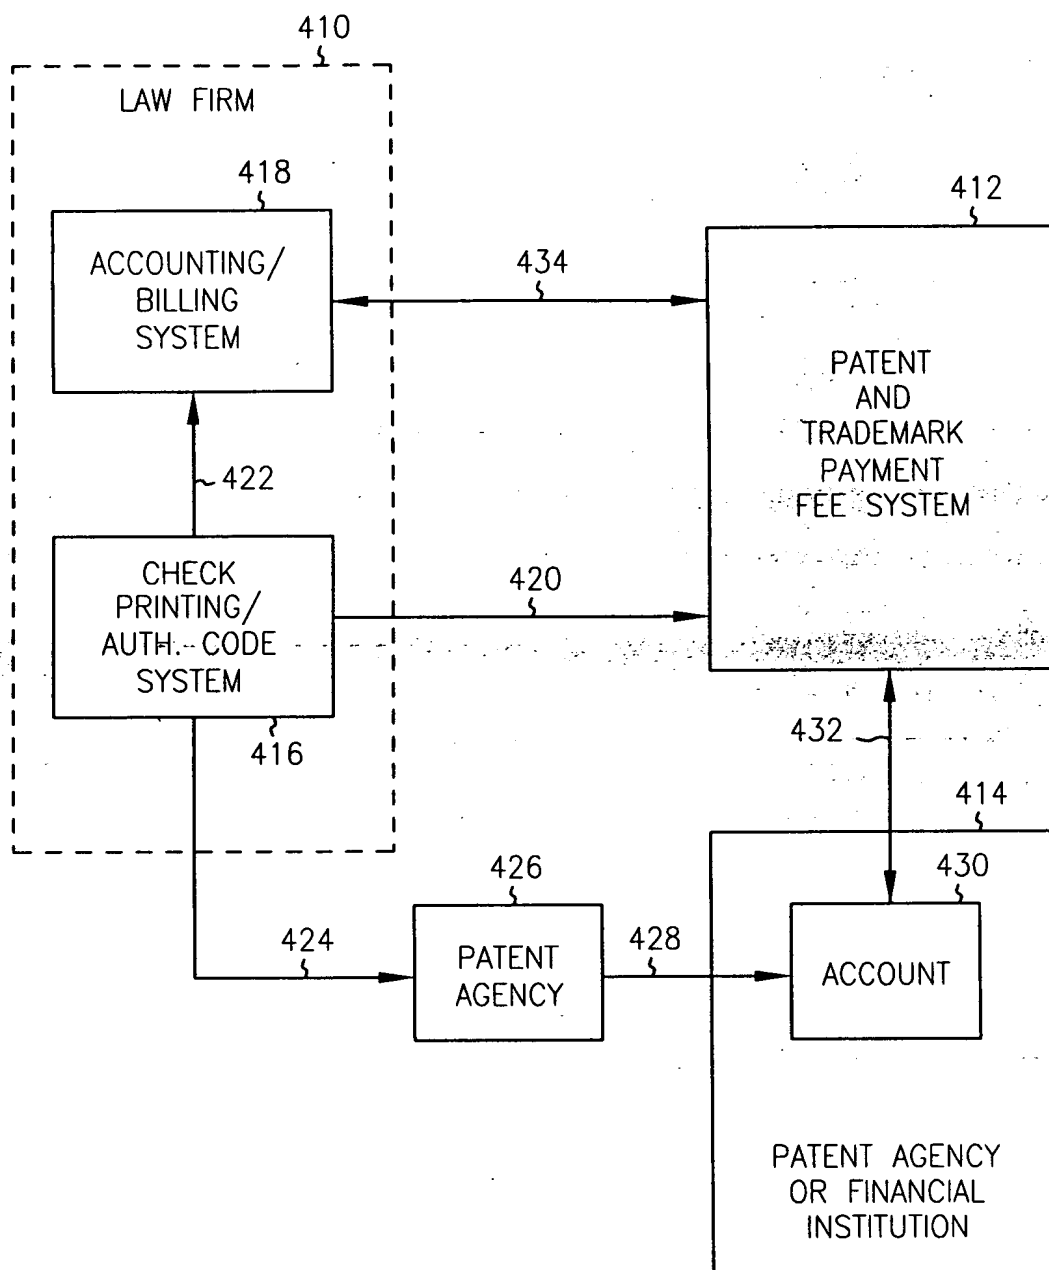 410
LAW FIRM
418
ACCOUNTING/
BILLING
SYSTEM
434
412
PATENT
AND
TRADEMARK
PAYMENT
FEE SYSTEM
422
CHECK
PRINTING/
AUTH. CODE
SYSTEM
416
420
432
414
424
426
PATENT
AGENCY
428
430
ACCOUNT
PATENT AGENCY
OR FINANCIAL
INSTITUTION